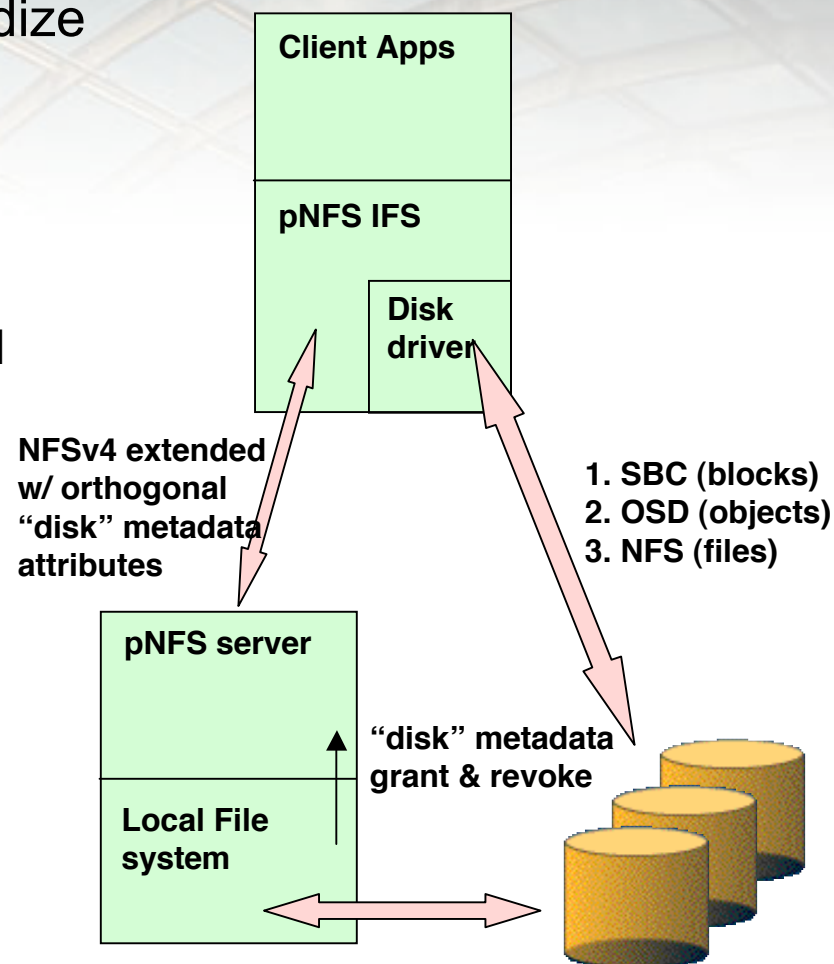 dize
Client Apps
pNFS IFS
Disk
driver
NFSv4 extended
w/ orthogonal
“disk” metadata
attributes
1. SBC (blocks)
2. OSD (objects)
3. NFS (files)
pNFS server
“disk” metadata
grant & revoke
Local File
system